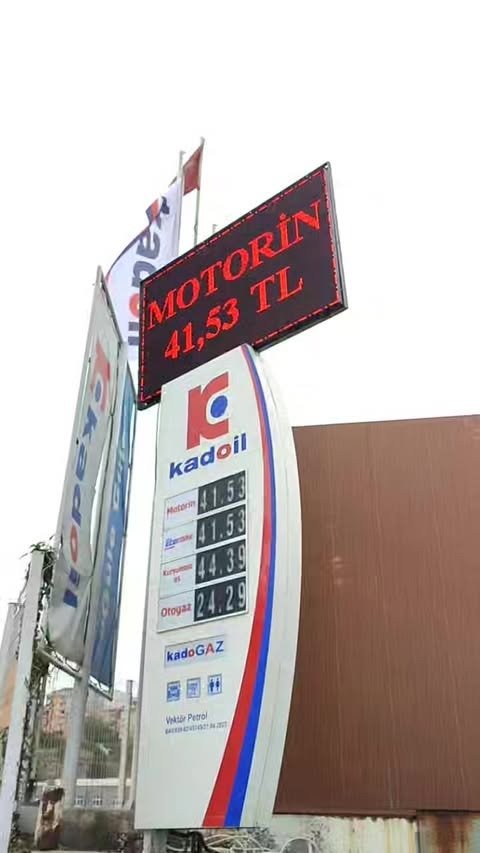 MOTORİN
41,53 TL
kadoil
kadoil
kadoil
Motorin 41.53
41.53
Kurşunsuz
95
44.39
Otogaz 24.29
kadoGAZ
Vektör Petrol